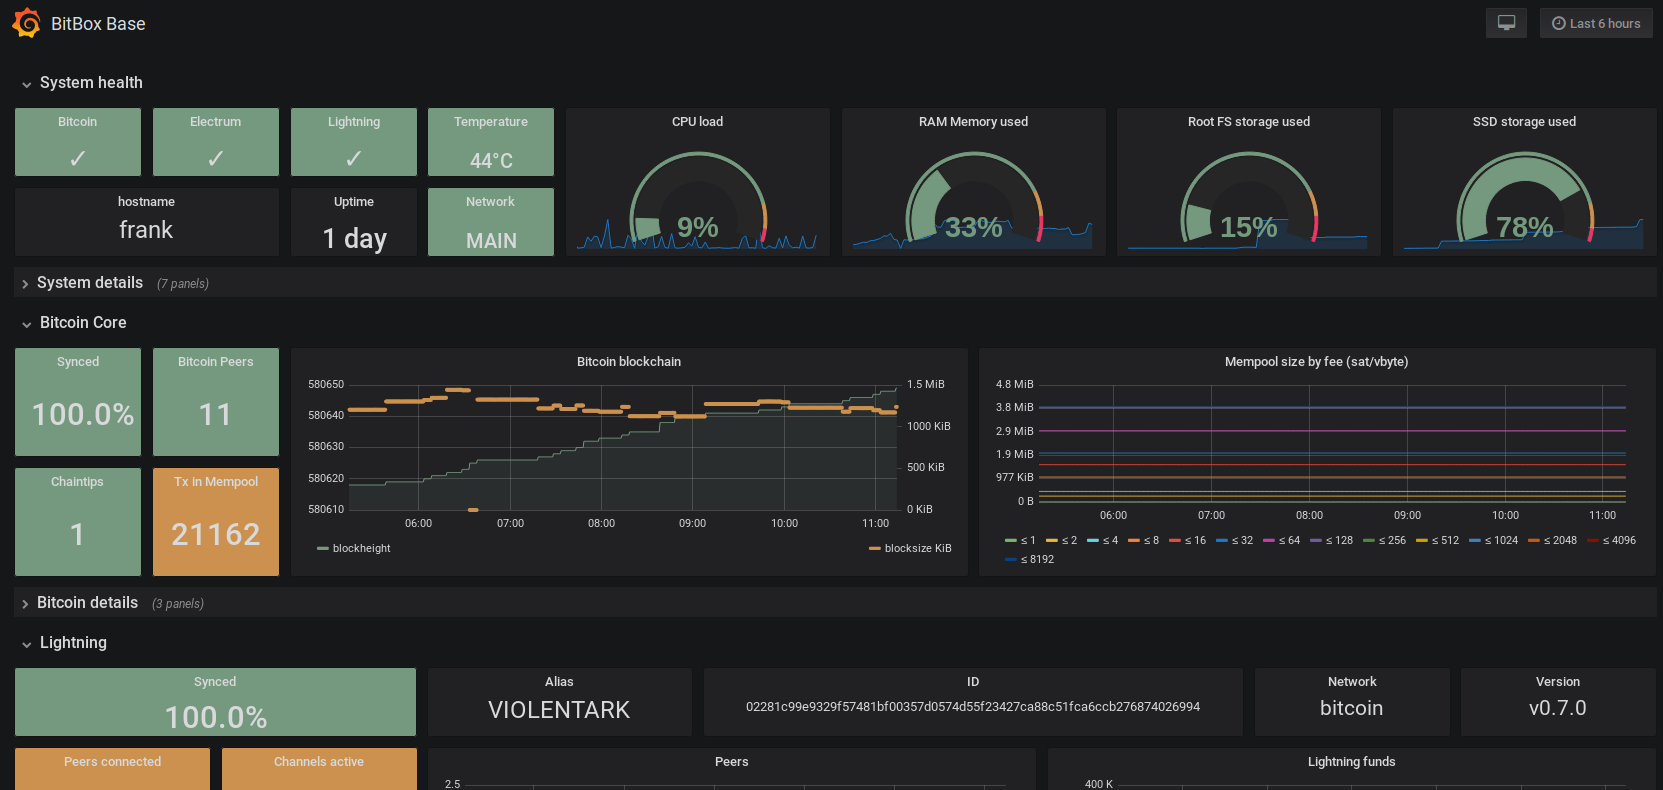 BitBox Base
Last 6 hours
System health
Bitcoin
✓
Electrum
✓
Lightning
✓
Temperature
44°C
hostname
frank
Uptime
1 day
Network
MAIN
CPU load
9%
RAM Memory used
33%
Root FS storage used
15%
SSD storage used
78%
System details (7 panels)
Bitcoin Core
Synced
100.0%
Bitcoin Peers
11
Chaintips
1
Tx in Mempool
21162
Bitcoin blockchain
580650
580640
580630
580620
580610
1.5 MiB
1000 KiB
500 KiB
0 KiB
06:00 07:00 08:00 09:00 10:00 11:00
blockheight
blocksize KiB
Mempool size by fee (sat/vbyte)
4.8 MiB
3.8 MiB
2.9 MiB
1.9 MiB
977 KiB
0 B
06:00 07:00 08:00 09:00 10:00 11:00
≤ 1 ≤ 2 ≤ 4 ≤ 8 ≤ 16 ≤ 32 ≤ 64 ≤ 128 ≤ 256 ≤ 512 ≤ 1024 ≤ 2048 ≤ 4096
≤ 8192
Bitcoin details (3 panels)
Lightning
Synced
100.0%
Alias
VIOLENTARK
ID
02281c99e9329f57481bf00357d0574d55f23427ca88c51fca6ccb276874026994
Network
bitcoin
Version
v0.7.0
Peers connected
Channels active
Peers
2.5
Lightning funds
400 K